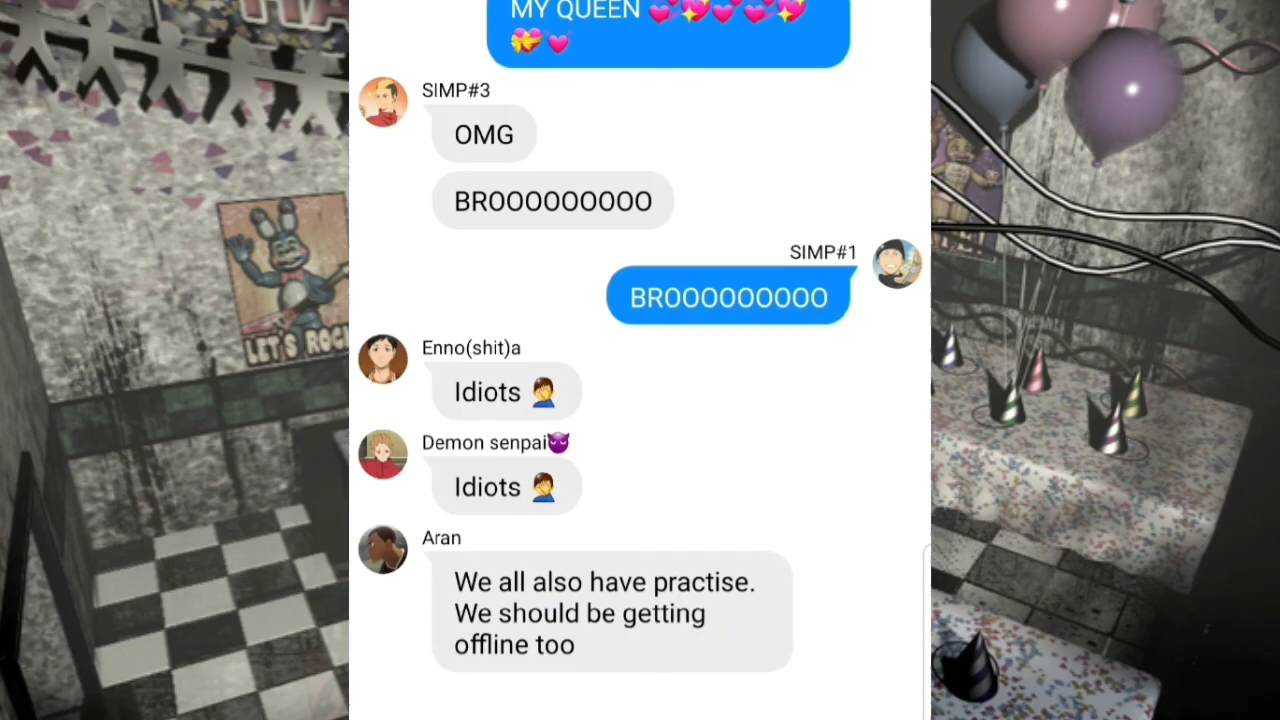 MY QUEEN 💞💖💞💞💖
💝💓
SIMP#3
OMG
BROOOOOOOOO
SIMP#1
BROOOOOOOOO
Enno(shit)a
Idiots 🤦‍♂️
Demon senpai😈
Idiots 🤦‍♂️
Aran
We all also have practise.
We should be getting
offline too
LET'S ROCK